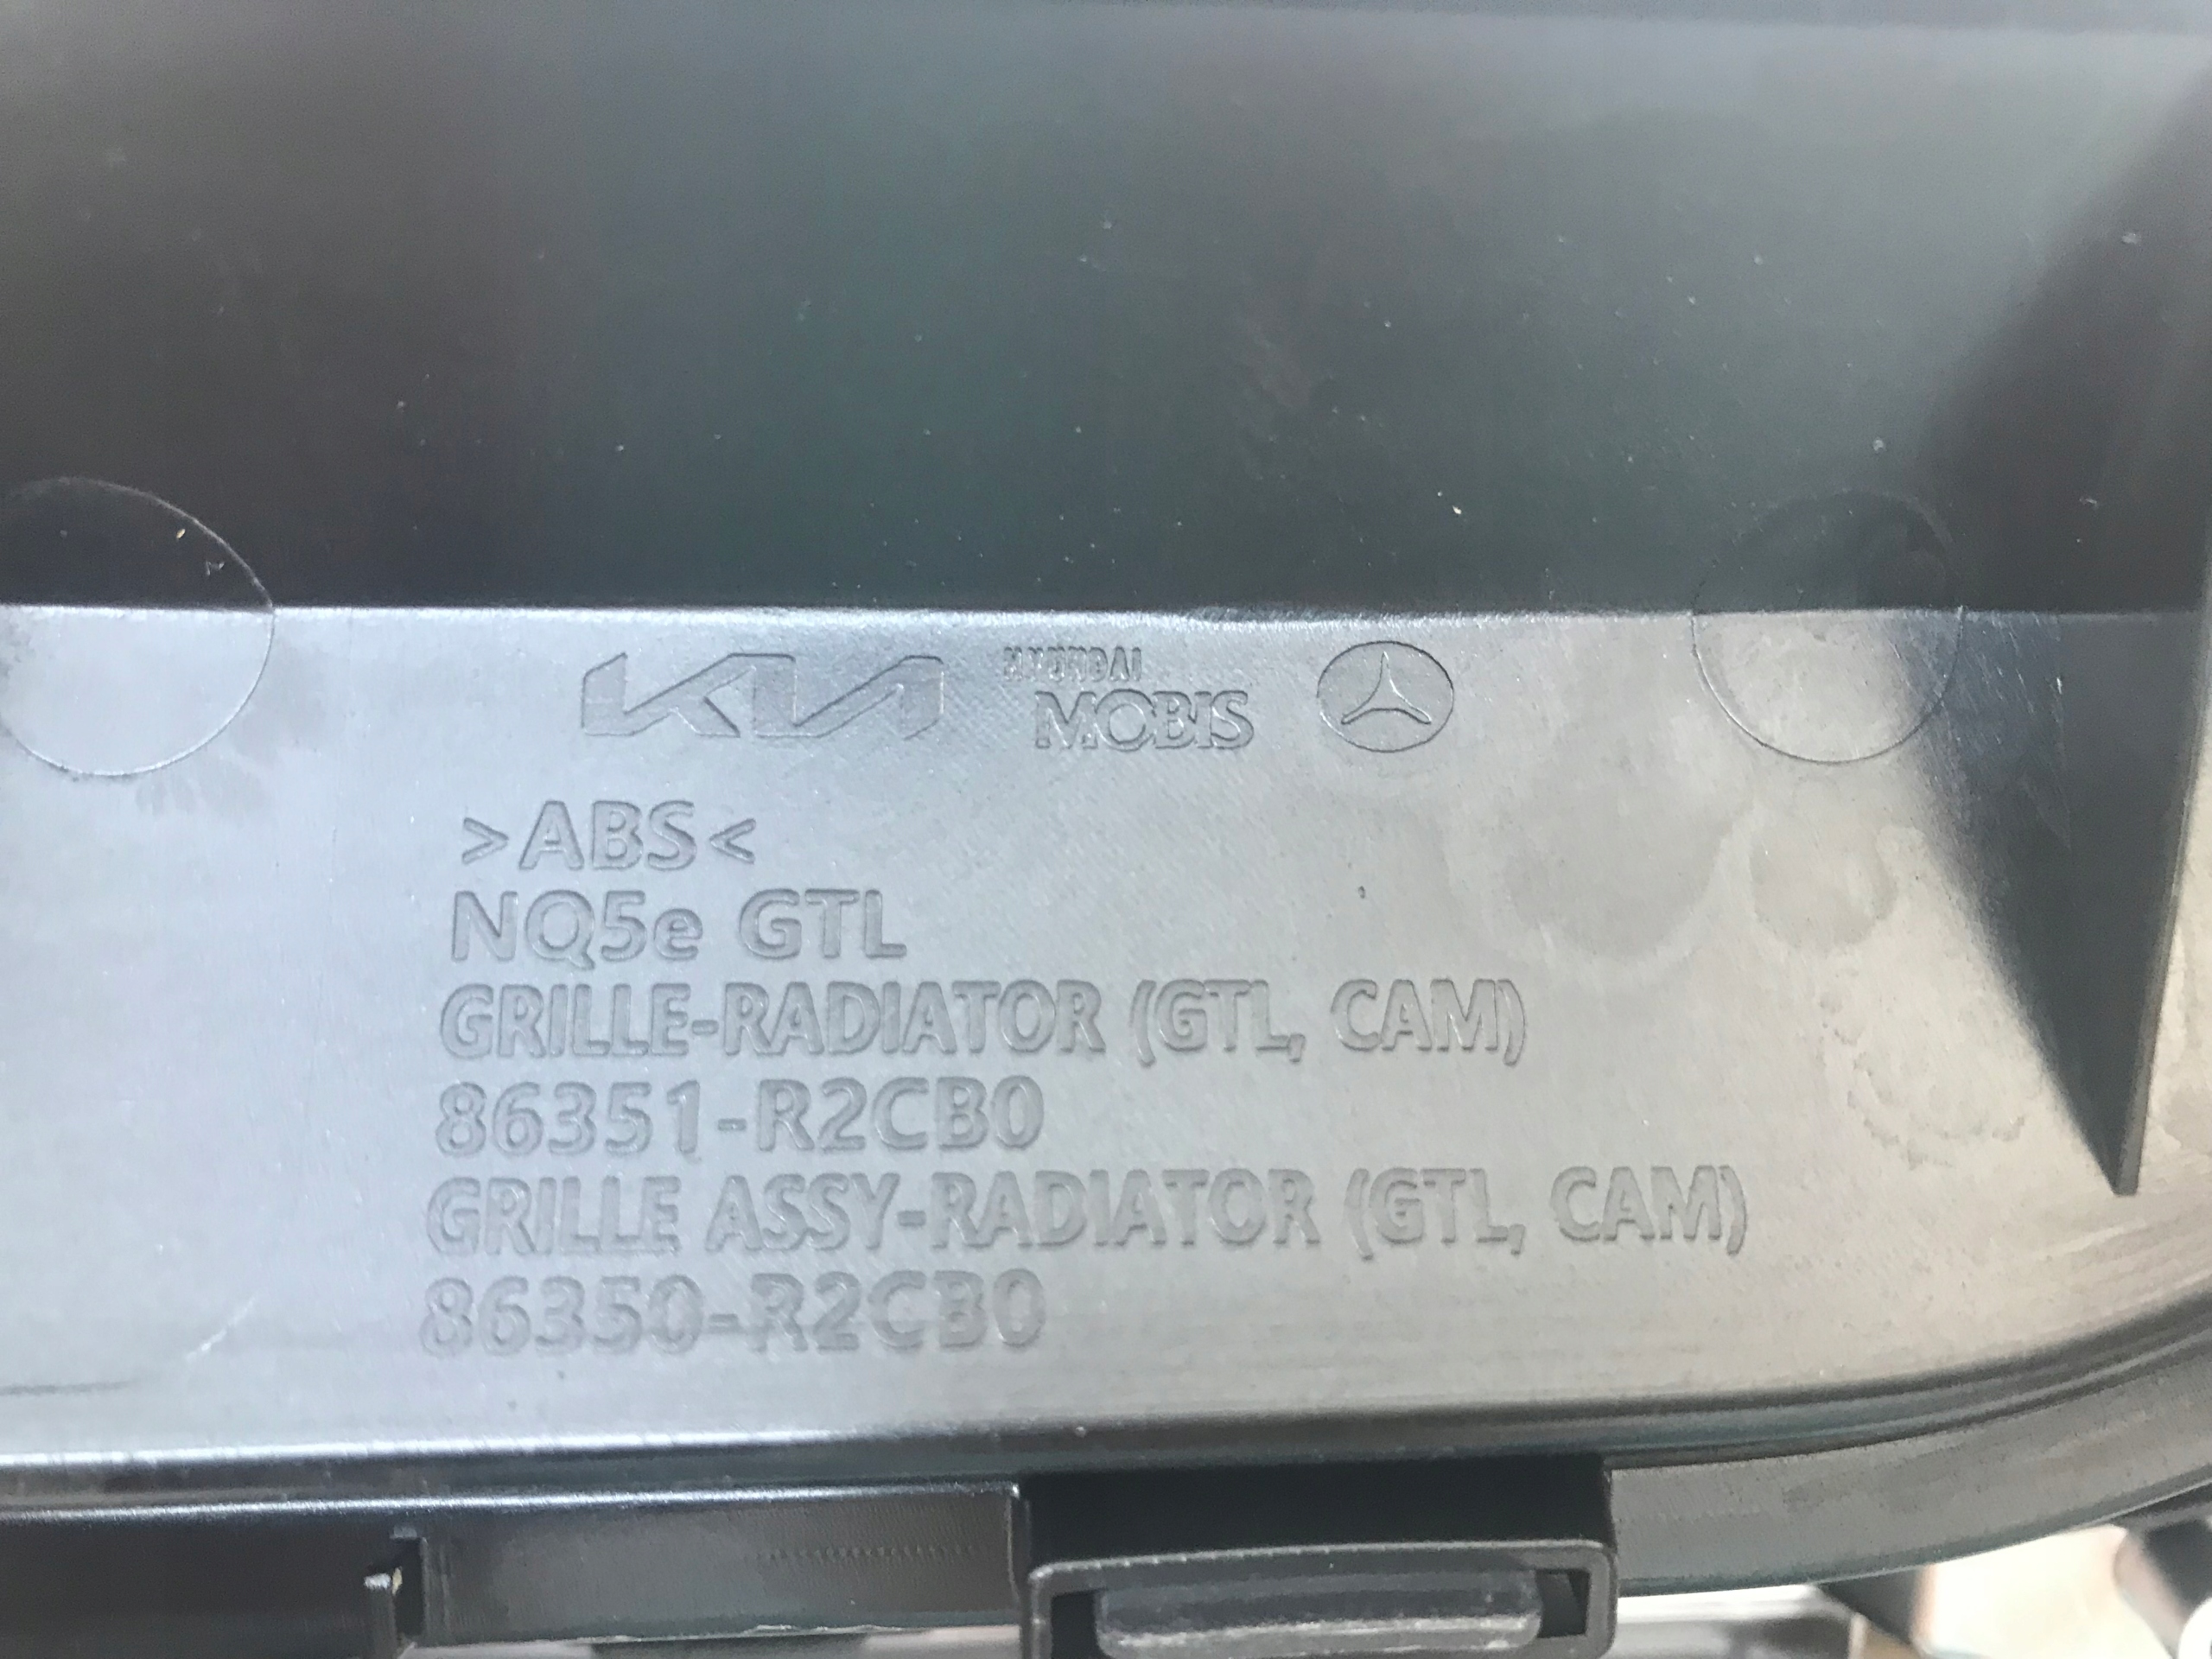 KIA HYUNDAI MOBIS
>ABS<
NQ5e GTL
GRILLE-RADIATOR (GTL, CAM)
86351-R2CB0
GRILLE ASSY-RADIATOR (GTL, CAM)
86350-R2CB0